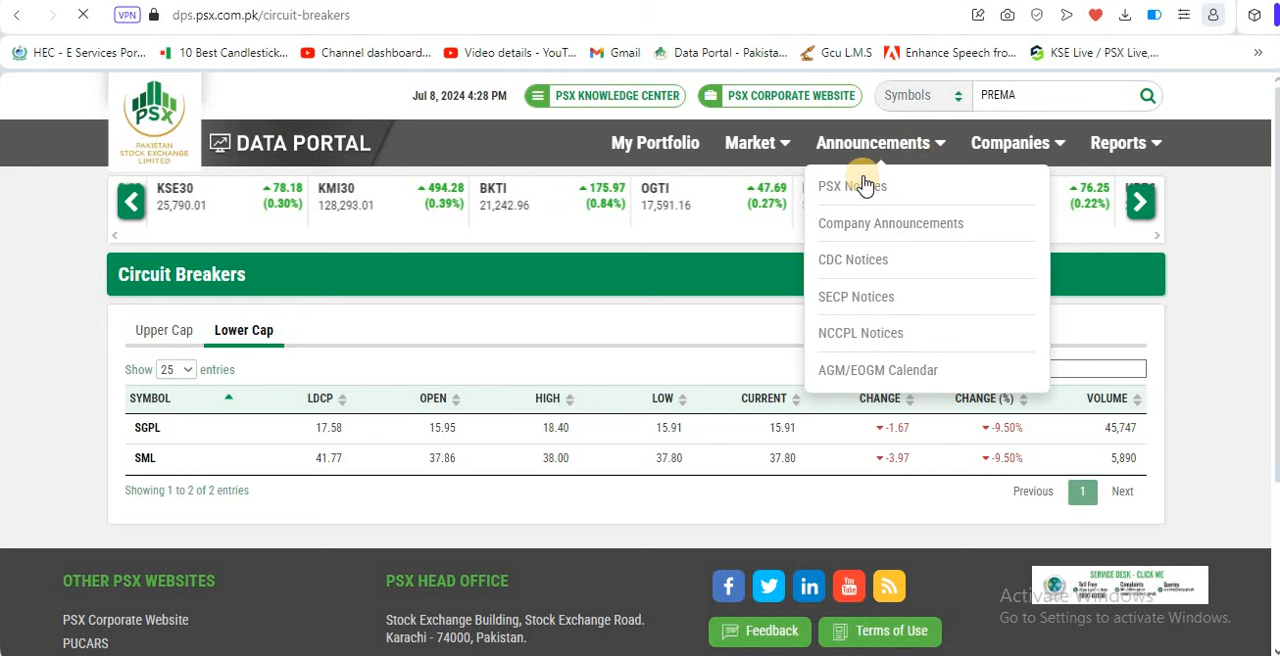 VPN
dps.psx.com.pk/circuit-breakers
HEC - E Services Por...
10 Best Candlestick...
Channel dashboard...
Video details - YouT...
Gmail
Data Portal - Pakista...
Gcu L.M.S
Enhance Speech fro...
KSE Live / PSX Live,...
PSX
PAKISTAN
STOCK EXCHANGE
LIMITED
Jul 8, 2024 4:28 PM
PSX KNOWLEDGE CENTER
PSX CORPORATE WEBSITE
Symbols
PREMA
DATA PORTAL
My Portfolio
Market
Announcements
Companies
Reports
KSE30 78.18
25,790.01 (0.30%)
KMI30 494.28
128,293.01 (0.39%)
BKTI 175.97
21,242.96 (0.84%)
OGTI 47.69
17,591.16 (0.27%)
76.25
(0.22%)
PSX Notices
Company Announcements
CDC Notices
SECP Notices
NCCPL Notices
AGM/EOGM Calendar
Circuit Breakers
Upper Cap Lower Cap
Show 25 entries
SYMBOL LDCP OPEN HIGH LOW CURRENT CHANGE CHANGE (%) VOLUME
SGPL 17.58 15.95 18.40 15.91 15.91 -1.67 -9.50% 45,747
SML 41.77 37.86 38.00 37.80 37.80 -3.97 -9.50% 5,890
Showing 1 to 2 of 2 entries
Previous 1 Next
OTHER PSX WEBSITES
PSX Corporate Website
PUCARS
PSX HEAD OFFICE
Stock Exchange Building, Stock Exchange Road.
Karachi - 74000, Pakistan.
You
Tube
Feedback
Terms of Use
SERVICE DESK - CLICK ME
Toll Free
Complaints
Queries
Activate Windows
Go to Settings to activate Windows.